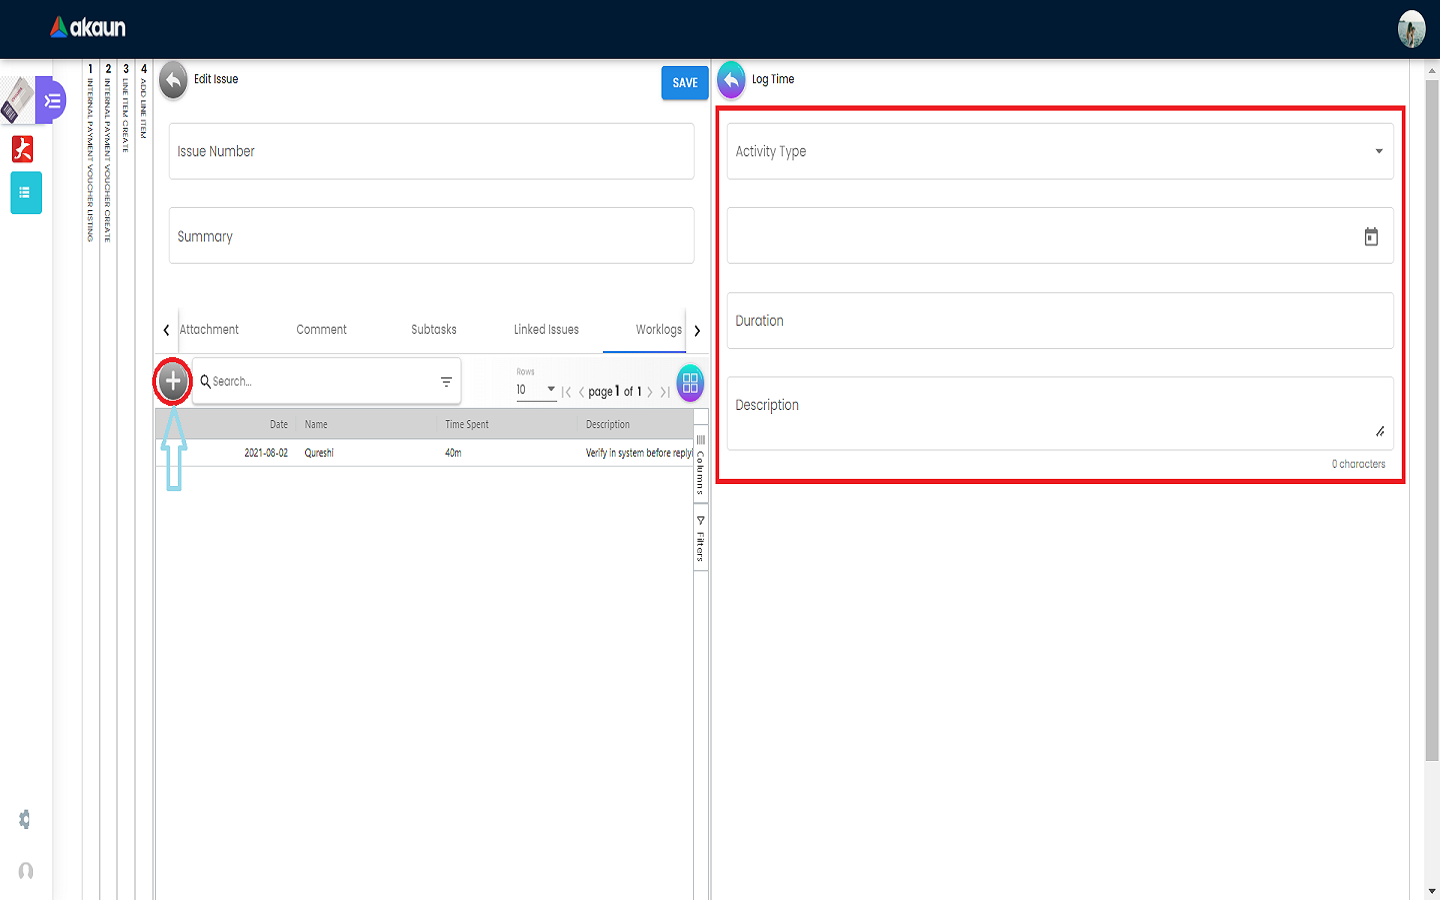 akaun
1 INTERNAL PAYMENT VOUCHER LISTING
2 INTERNAL PAYMENT VOUCHER CREATE
3 LINE ITEM CREATE
4 ADD LINE ITEM
Edit Issue
SAVE
Issue Number
Summary
Attachment Comment Subtasks Linked Issues Worklogs
Search...
Rows
10
page 1 of 1
Date Name Time Spent Description
2021-08-02 Qureshi 40m Verify in system before reply
Columns
Filters
Log Time
Activity Type
Duration
Description
0 characters